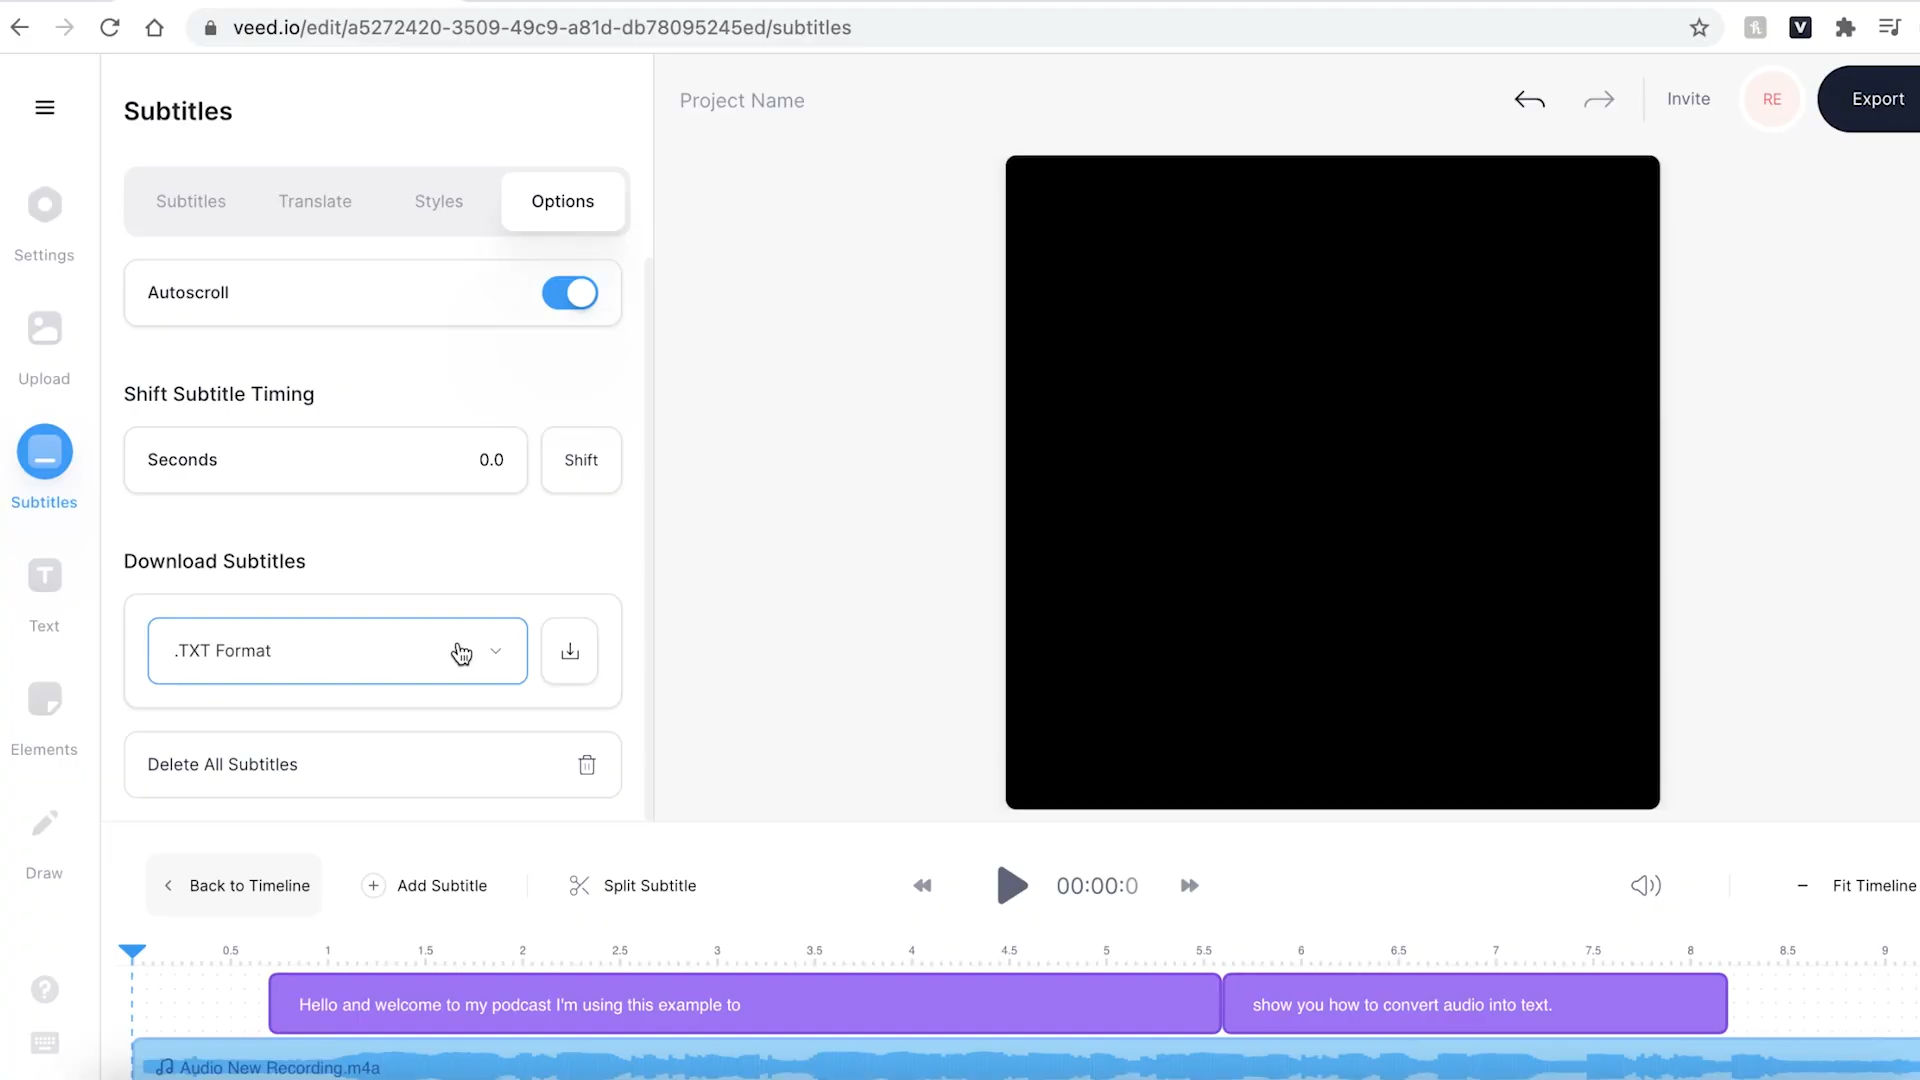 veed.io/edit/a5272420-3509-49c9-a81d-db78095245ed/subtitles
Subtitles
Project Name
Invite
RE
Export
Subtitles
Translate
Styles
Options
Settings
Autoscroll
Upload
Shift Subtitle Timing
Seconds
0.0
Shift
Subtitles
Download Subtitles
T
Text
.TXT Format
Elements
Delete All Subtitles
Draw
Back to Timeline
Add Subtitle
Split Subtitle
00:00:0
Fit Timeline
0.5 1 1.5 2 2.5 3 3.5 4 4.5 5 5.5 6 6.5 7 7.5 8 8.5 9
Hello and welcome to my podcast I'm using this example to
show you how to convert audio into text.
Audio New Recording.m4a